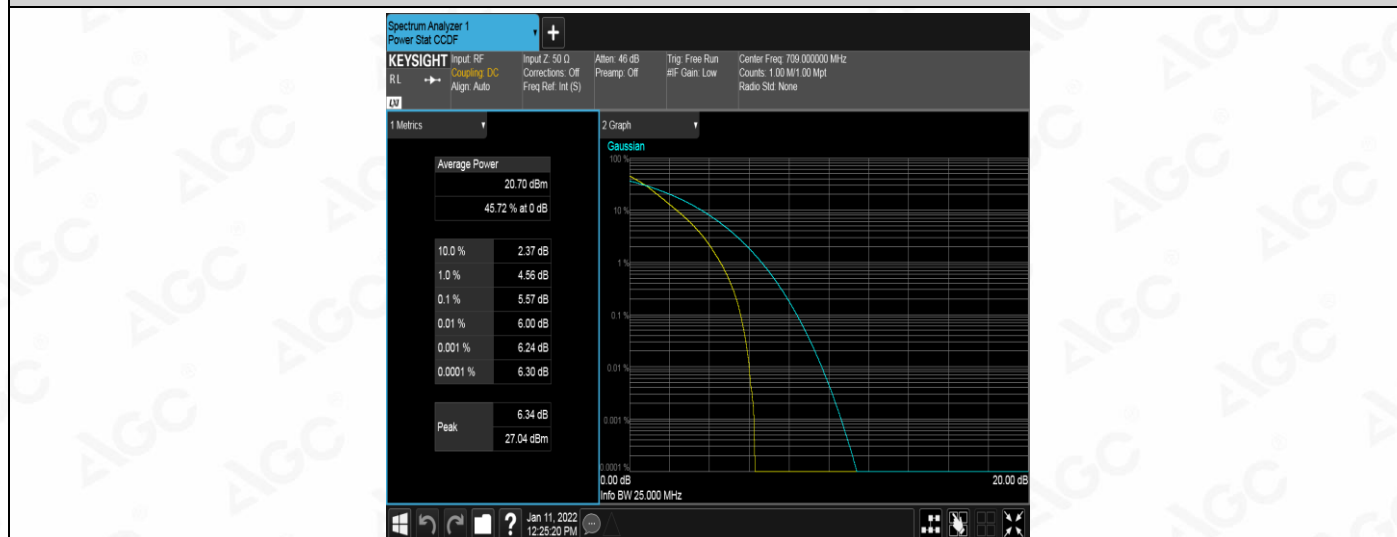 Spectrum Analyzer 1
Power Stat CCDF
+
KEYSIGHT
Input: RF
Coupling: DC
Align: Auto
Input Z: 50 Ω
Corrections: Off
Freq Ref: Int (S)
Atten: 46 dB
Preamp: Off
Trig: Free Run
#IF Gain: Low
Center Freq: 709.000000 MHz
Counts: 1.00 M/1.00 Mpt
Radio Std: None
R L
LXI
1 Metrics
Average Power
20.70 dBm
45.72 % at 0 dB
10.0 % 2.37 dB
1.0 % 4.56 dB
0.1 % 5.57 dB
0.01 % 6.00 dB
0.001 % 6.24 dB
0.0001 % 6.30 dB
Peak
6.34 dB
27.04 dBm
2 Graph
Gaussian
100 %
10 %
1 %
0.1 %
0.01 %
0.001 %
0.0001 %
0.00 dB 20.00 dB
Info BW 25.000 MHz
?
Jan 11, 2022
12:25:20 PM
AGC